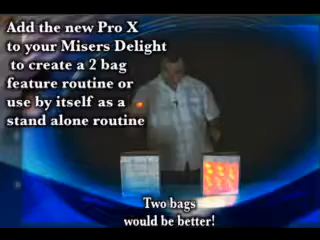 Add the new Pro X
to your Misers Delight
to create a 2 bag
feature routine or
use by itself as a
stand alone routine
Two bags
would be better!